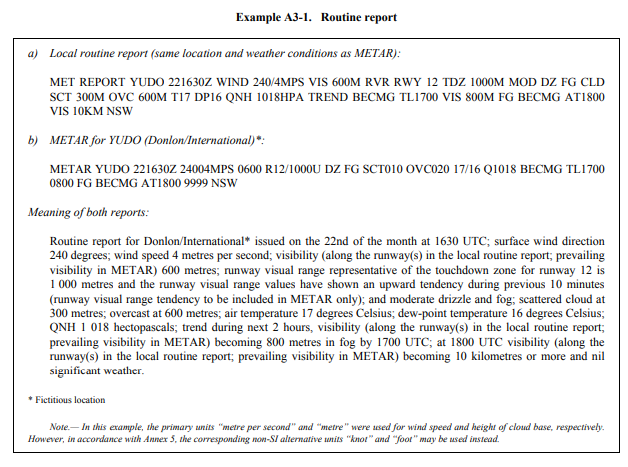 Example A3-1. Routine report
a) Local routine report (same location and weather conditions as METAR):
MET REPORT YUDO 221630Z WIND 240/4MPS VIS 600M RVR RWY 12 TDZ 1000M MOD DZ FG CLD
SCT 300M OVC 600M T17 DP16 QNH 1018HPA TREND BECMG TL1700 VIS 800M FG BECMG AT1800
VIS 10KM NSW
b) METAR for YUDO (Donlon/International)*:
METAR YUDO 221630Z 24004MPS 0600 R12/1000U DZ FG SCT010 OVC020 17/16 Q1018 BECMG TL1700
0800 FG BECMG AT1800 9999 NSW
Meaning of both reports:
Routine report for Donlon/International* issued on the 22nd of the month at 1630 UTC; surface wind direction
240 degrees; wind speed 4 metres per second; visibility (along the runway(s) in the local routine report; prevailing
visibility in METAR) 600 metres; runway visual range representative of the touchdown zone for runway 12 is
1 000 metres and the runway visual range values have shown an upward tendency during previous 10 minutes
(runway visual range tendency to be included in METAR only); and moderate drizzle and fog; scattered cloud at
300 metres; overcast at 600 metres; air temperature 17 degrees Celsius; dew-point temperature 16 degrees Celsius;
QNH 1 018 hectopascals; trend during next 2 hours, visibility (along the runway(s) in the local routine report;
prevailing visibility in METAR) becoming 800 metres in fog by 1700 UTC; at 1800 UTC visibility (along the
runway(s) in the local routine report; prevailing visibility in METAR) becoming 10 kilometres or more and nil
significant weather.
* Fictitious location
Note.— In this example, the primary units “metre per second” and “metre” were used for wind speed and height of cloud base, respectively.
However, in accordance with Annex 5, the corresponding non-SI alternative units “knot” and “foot” may be used instead.